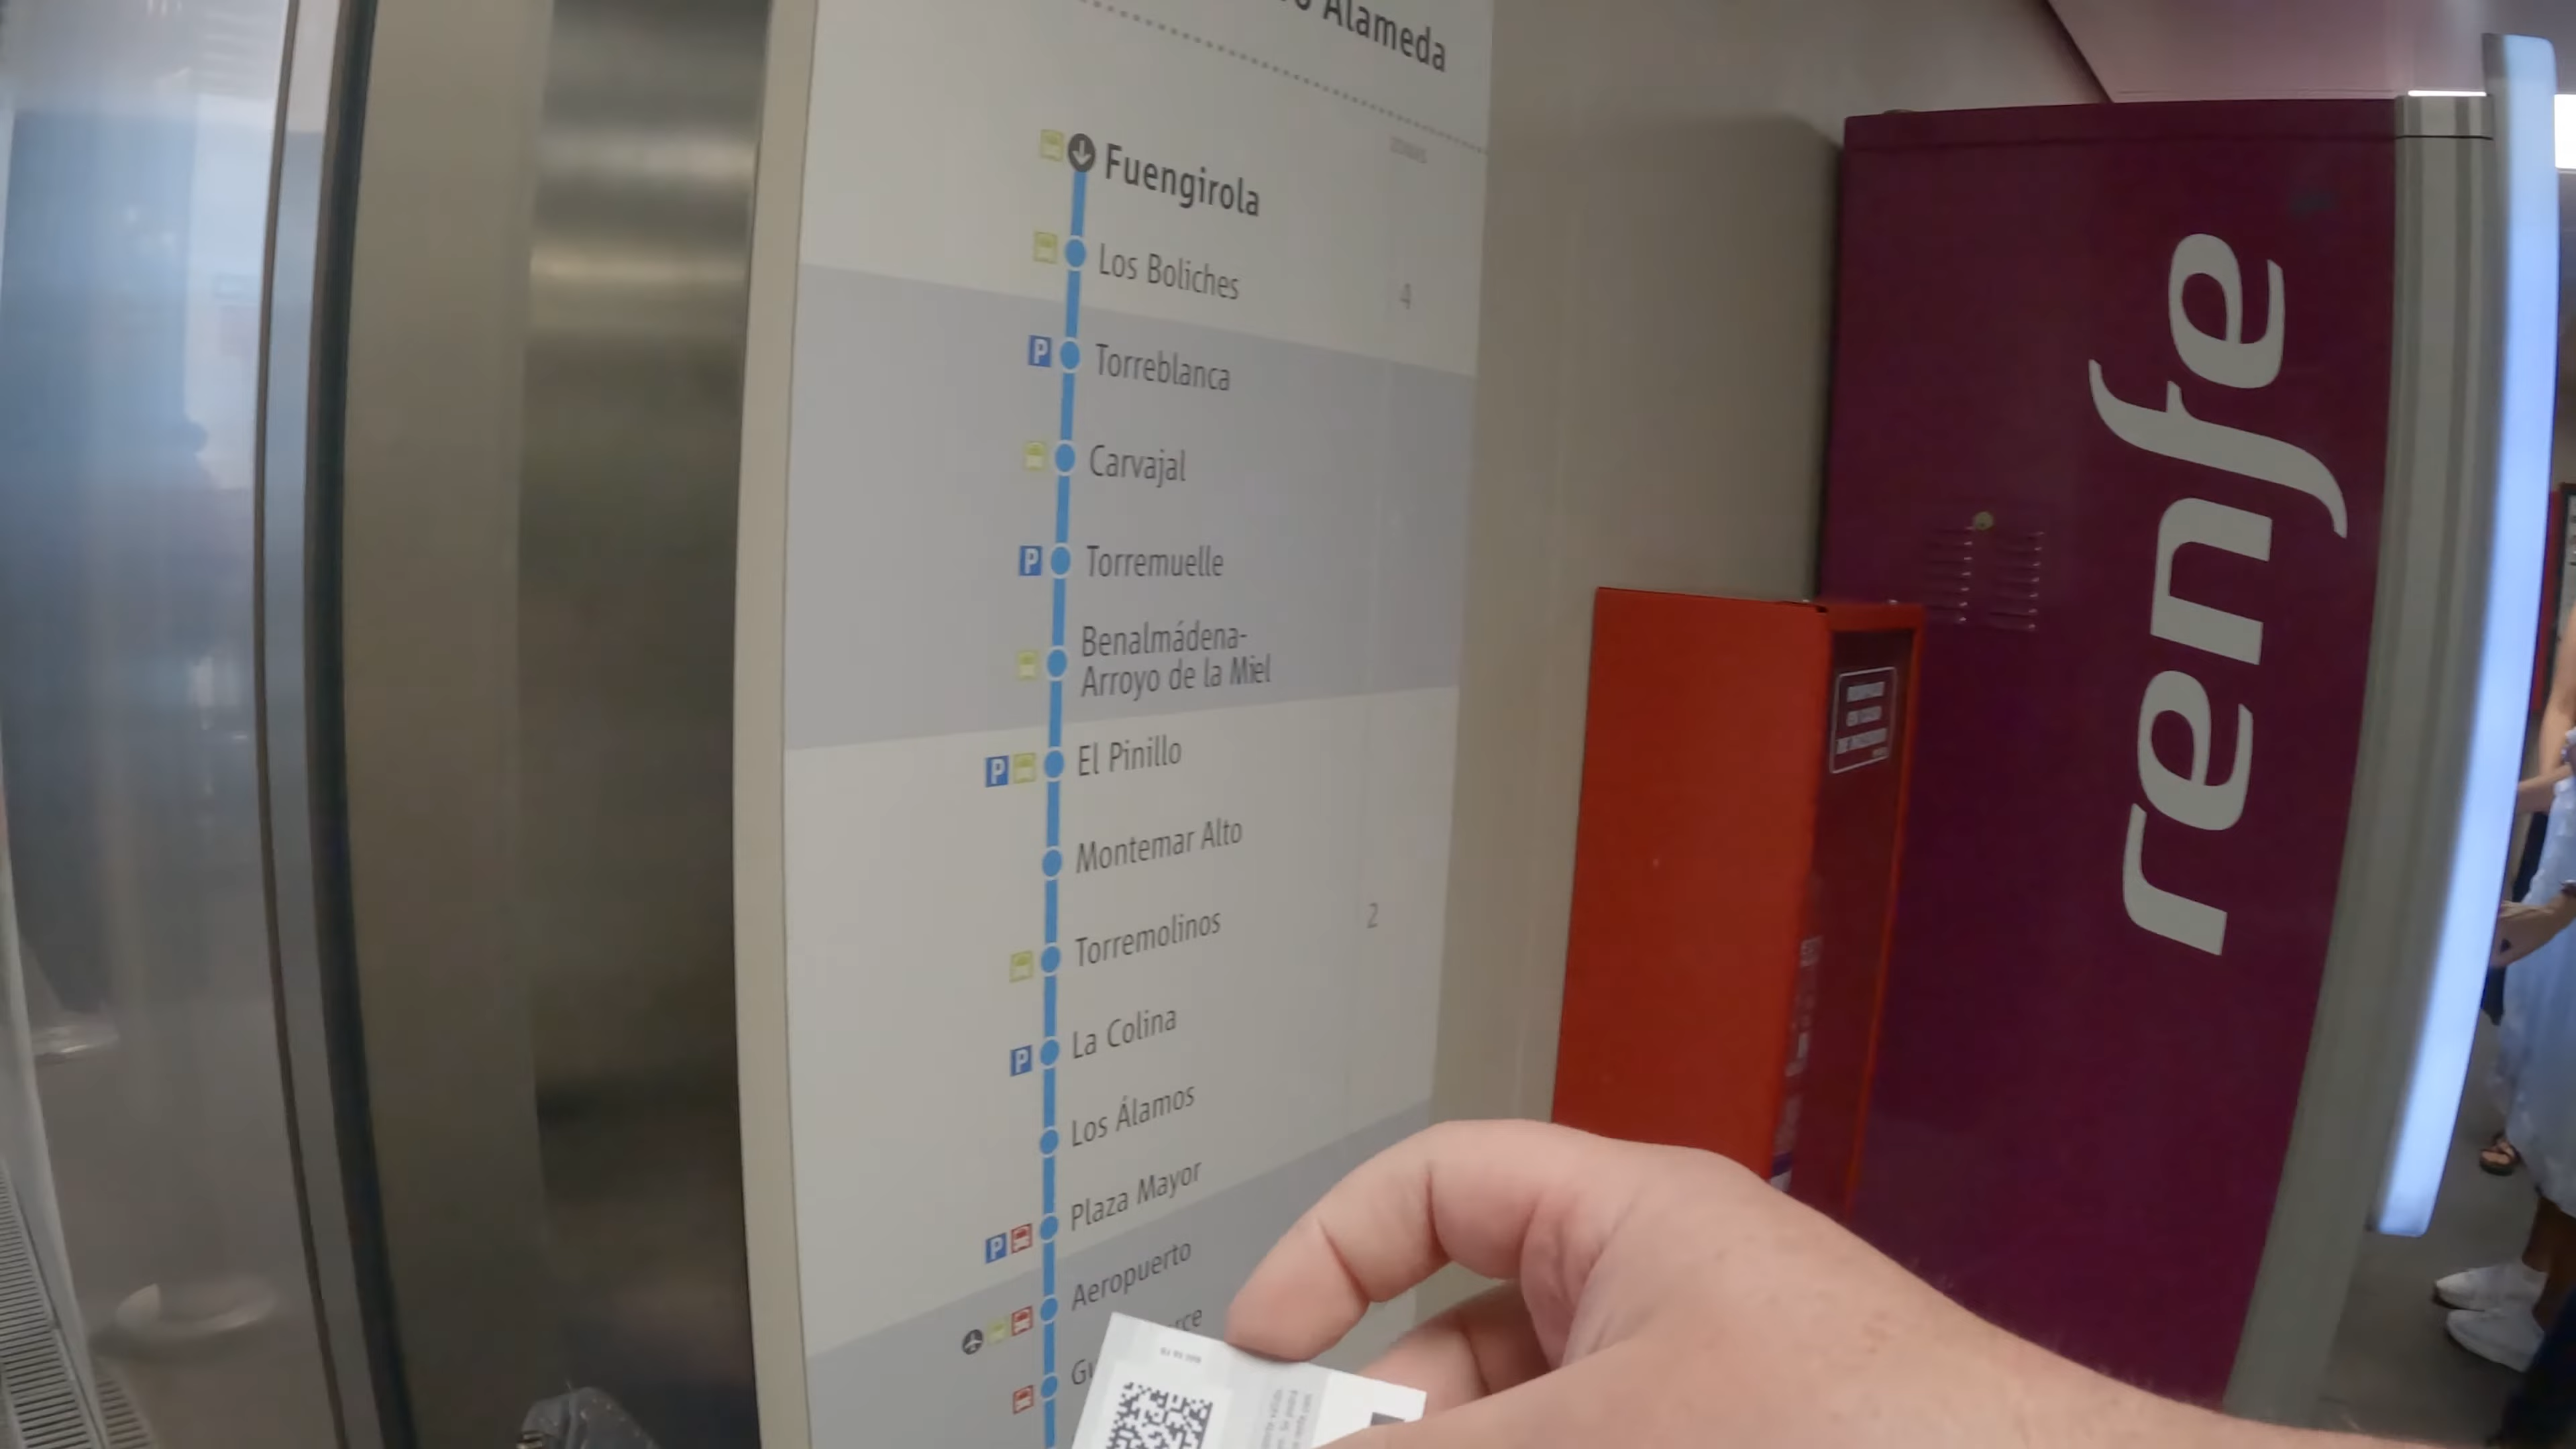 Alameda
Fuengirola
Los Boliches
4
P
Torreblanca
Carvajal
P
Torremuelle
Benalmádena-
Arroyo de la Miel
P
El Pinillo
Montemar Alto
Torremolinos
2
P
La Colina
Los Álamos
P
Plaza Mayor
Aeropuerto
renfe